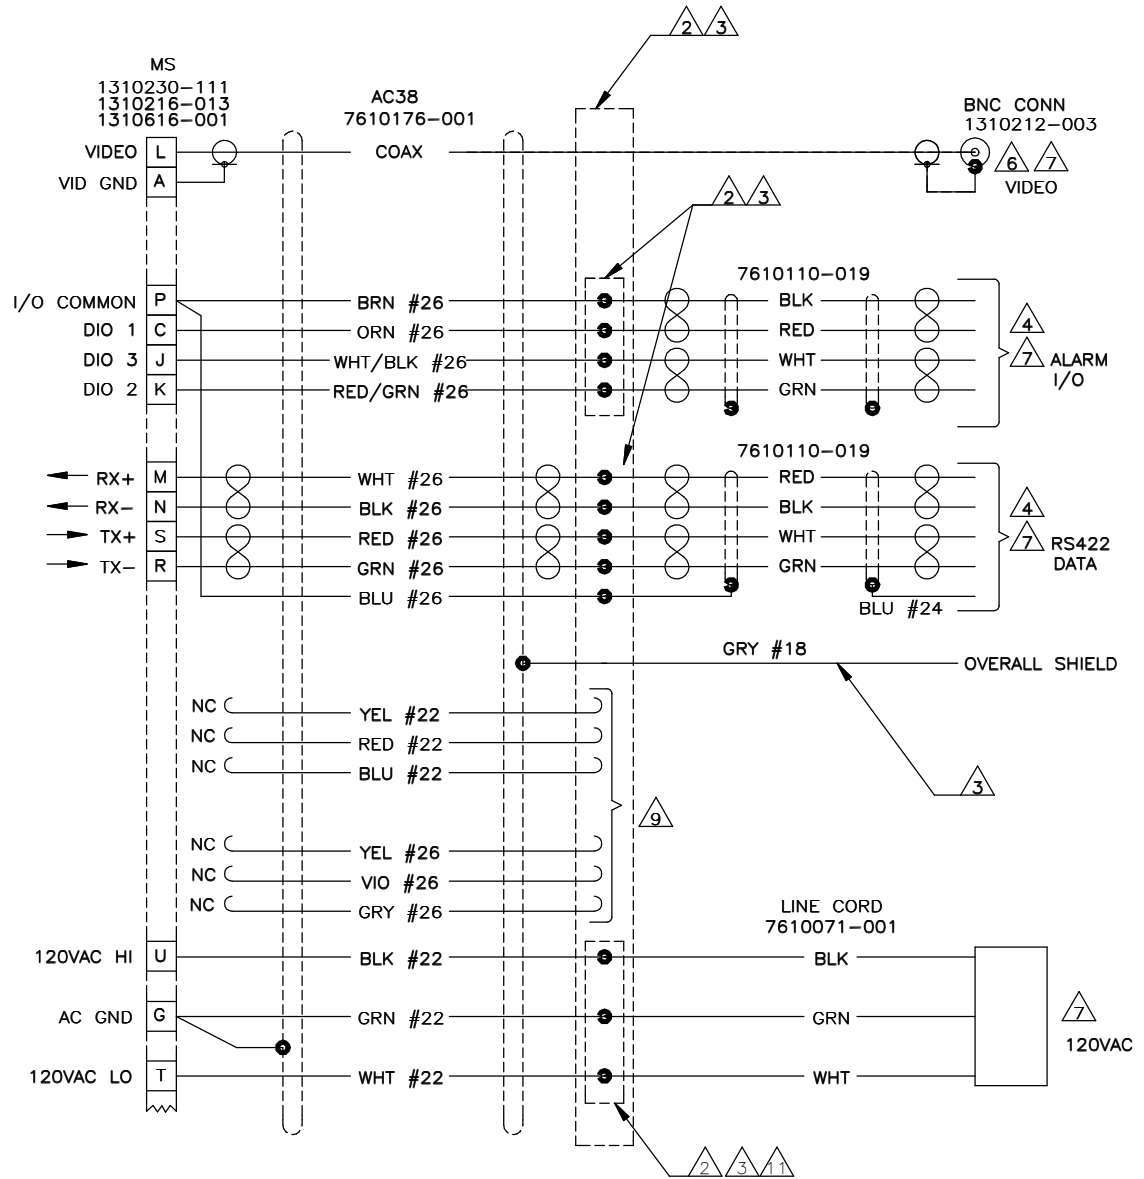 2 3
MS
1310230-111
1310216-013
1310616-001
AC38
7610176-001
BNC CONN
1310212-003
VIDEO L COAX
6 7
VID GND A
VIDEO
2 3
7610110-019
I/O COMMON P BRN #26 BLK
DIO 1 C ORN #26 RED
4
DIO 3 J WHT/BLK #26 WHT
7 ALARM
I/O
DIO 2 K RED/GRN #26 GRN
7610110-019
RX+ M WHT #26 RED
RX- N BLK #26 BLK
4
TX+ S RED #26 WHT
7 RS422
DATA
TX- R GRN #26 GRN
BLU #26
BLU #24
GRY #18
OVERALL SHIELD
NC YEL #22
NC RED #22
NC BLU #22
3
9
NC YEL #26
NC VIO #26
NC GRY #26
LINE CORD
7610071-001
120VAC HI U BLK #22 BLK
AC GND G GRN #22 GRN
7
120VAC
120VAC LO T WHT #22 WHT
2 3 11